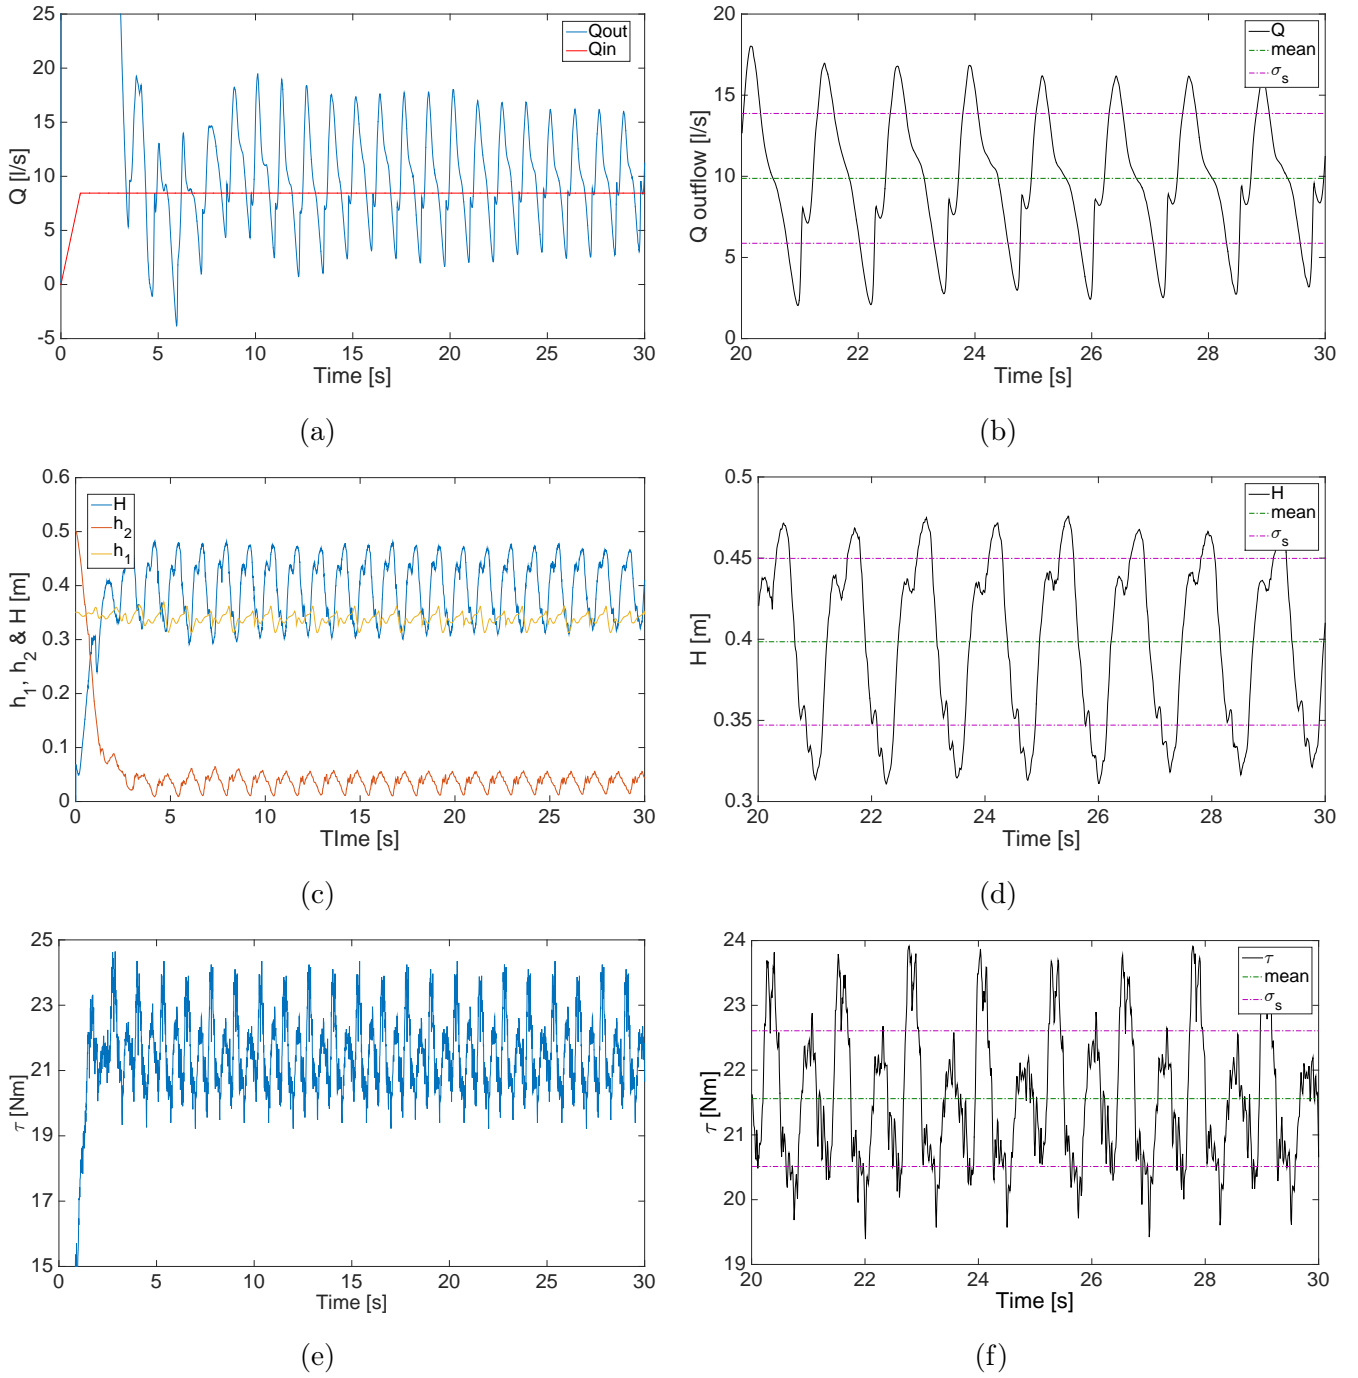 25
20
15
10
5
0
-5
Q [l/s]
Qout
Qin
0 5 10 15 20 25 30
Time [s]
(a)
20
15
10
5
0
Q outflow [l/s]
Q
mean
σs
20 22 24 26 28 30
Time [s]
(b)
0.6
0.5
0.4
0.3
0.2
0.1
0
h1, h2 & H [m]
H
h2
h1
0 5 10 15 20 25 30
TIme [s]
(c)
0.5
0.45
0.4
0.35
0.3
H [m]
H
mean
σs
20 22 24 26 28 30
Time [s]
(d)
25
23
21
19
17
15
τ [Nm]
0 5 10 15 20 25 30
Time [s]
(e)
24
23
22
21
20
19
τ [Nm]
τ
mean
σs
20 22 24 26 28 30
Time [s]
(f)